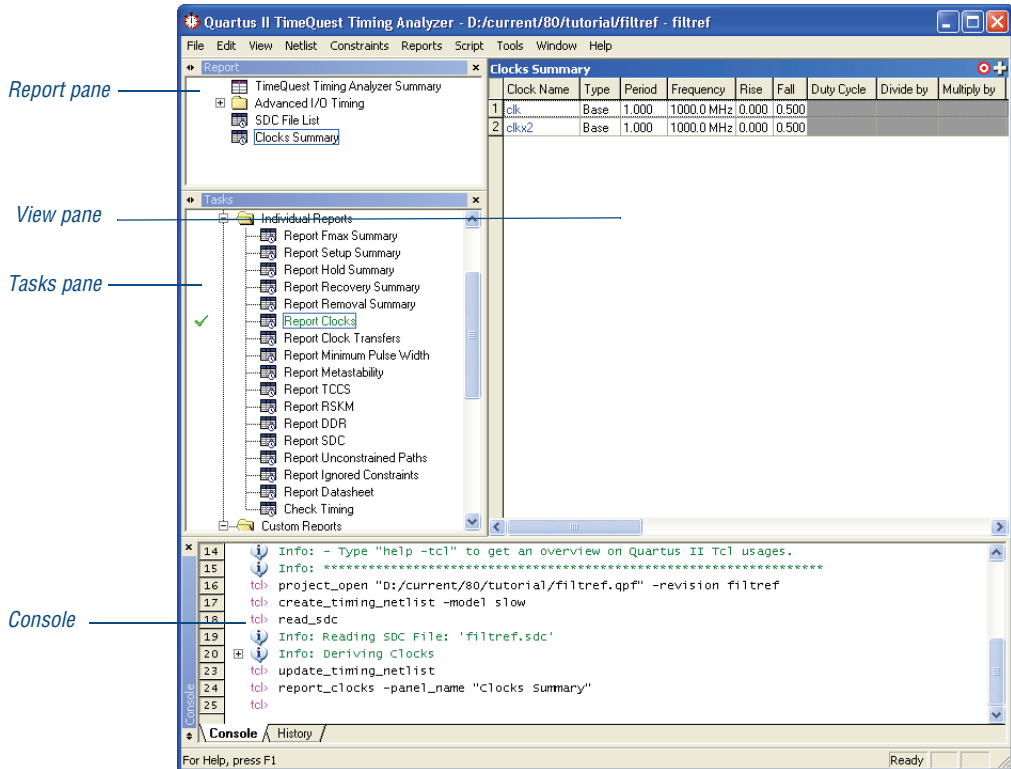 Quartus II TimeQuest Timing Analyzer - D:/current/80/tutorial/filtref - filtref
File Edit View Netlist Constraints Reports Script Tools Window Help
Report pane
Report
TimeQuest Timing Analyzer Summary
Advanced I/O Timing
SDC File List
Clocks Summary
Clocks Summary
Clock Name Type Period Frequency Rise Fall Duty Cycle Divide by Multiply by
1 clk Base 1.000 1000.0 MHz 0.000 0.500
2 clkx2 Base 1.000 1000.0 MHz 0.000 0.500
View pane
Tasks pane
Tasks
Individual Reports
Report Fmax Summary
Report Setup Summary
Report Hold Summary
Report Recovery Summary
Report Removal Summary
Report Clocks
Report Clock Transfers
Report Minimum Pulse Width
Report Metastability
Report TCCS
Report RSKM
Report DDR
Report SDC
Report Unconstrained Paths
Report Ignored Constraints
Report Datasheet
Check Timing
Custom Reports
Console
14 Info: - Type "help -tcl" to get an overview on Quartus II Tcl usages.
15 Info: *******************************************************************
16 tcl> project_open "D:/current/80/tutorial/filtref.qpf" -revision filtref
17 tcl> create_timing_netlist -model slow
18 tcl> read_sdc
19 Info: Reading SDC File: 'filtref.sdc'
20 Info: Deriving Clocks
23 tcl> update_timing_netlist
24 tcl> report_clocks -panel_name "Clocks Summary"
25 tcl>
Console
Console History
For Help, press F1
Ready